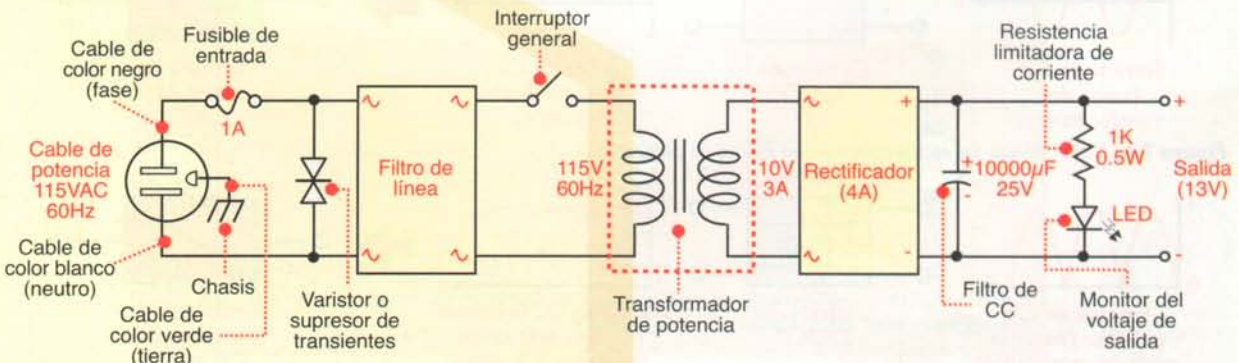 Cable de
color negro
(fase)
Fusible de
entrada
1A
Cable de
potencia
115VAC
60Hz
Cable de
color blanco
(neutro)
Chasis
Cable de
color verde
(tierra)
Varistor o
supresor de
transientes
Filtro de
línea
Interruptor
general
115V
60Hz
10V
3A
Transformador
de potencia
Rectificador
(4A)
+
-
+
-
10000µF
25V
Filtro de
CC
Resistencia
limitadora de
corriente
1K
0.5W
LED
Monitor del
voltaje de
salida
+
Salida
(13V)
-